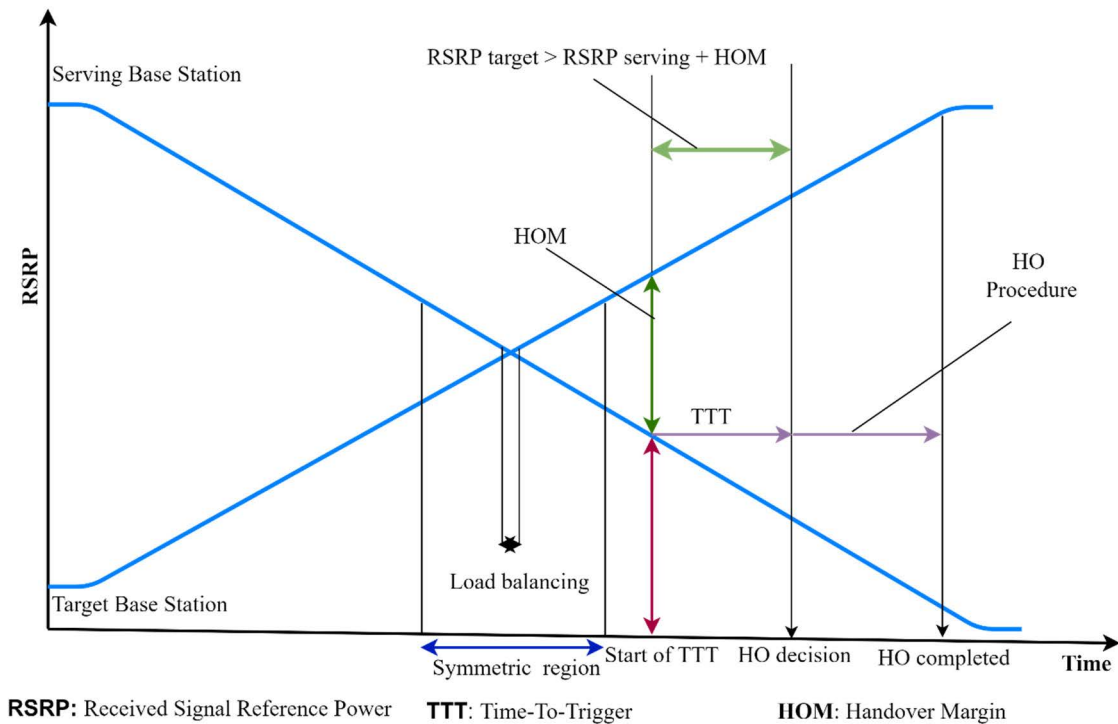 RSRP target > RSRP serving + HOM
Serving Base Station
HOM
HO
Procedure
RSRP
TTT
Load balancing
Target Base Station
Symmetric region
Start of TTT
HO decision
HO completed
Time
RSRP: Received Signal Reference Power
TTT: Time-To-Trigger
HOM: Handover Margin